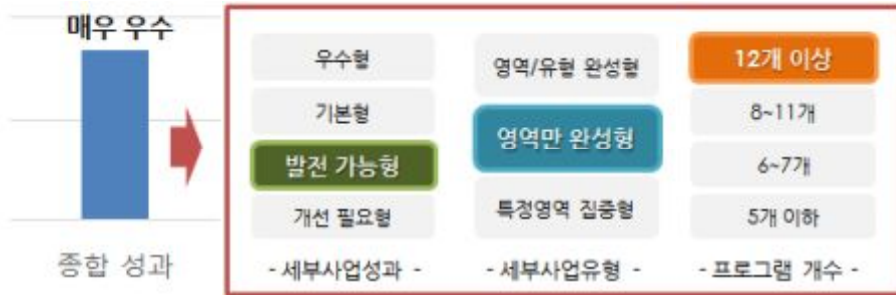 매우 우수
종합 성과
우수형
기본형
발전 가능형
개선 필요형
- 세부사업성과 -
영역/유형 완성형
영역만 완성형
특정영역 집중형
- 세부사업유형 -
12개 이상
8~11개
6~7개
5개 이하
- 프로그램 개수 -